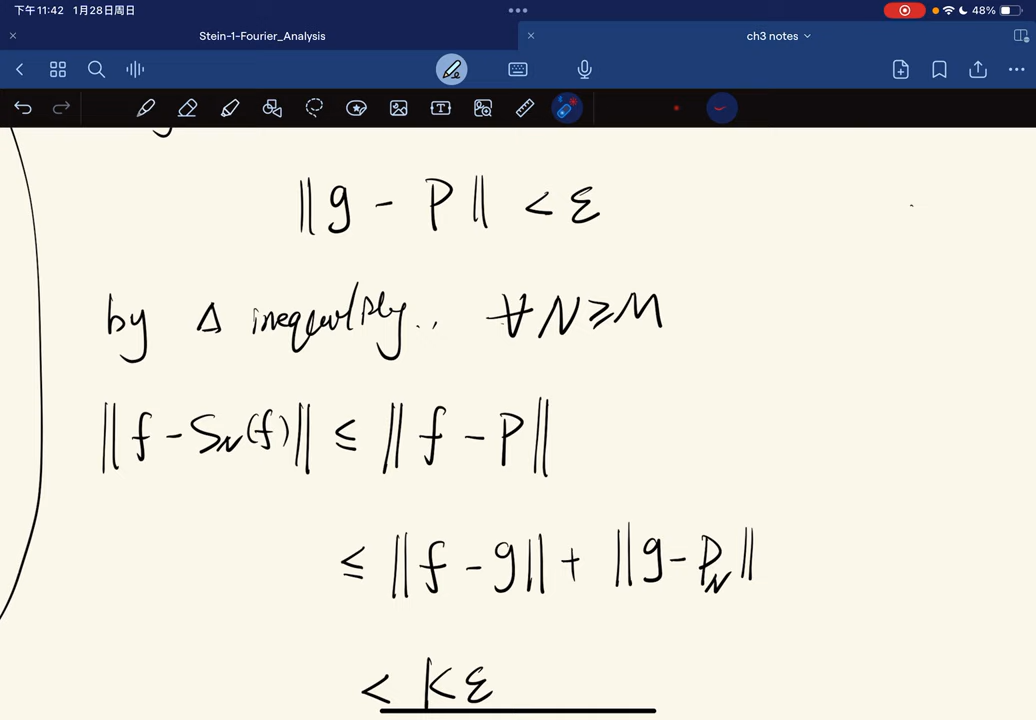 下午11:42 1月28日周日
48%
Stein-1-Fourier_Analysis
ch3 notes
||g - P|| < ε
by Δ inequality.. ∀ N ≥ M
||f - S_N(f)|| ≤ ||f - P||
≤ ||f - g|| + ||g - P_N||
< K ε